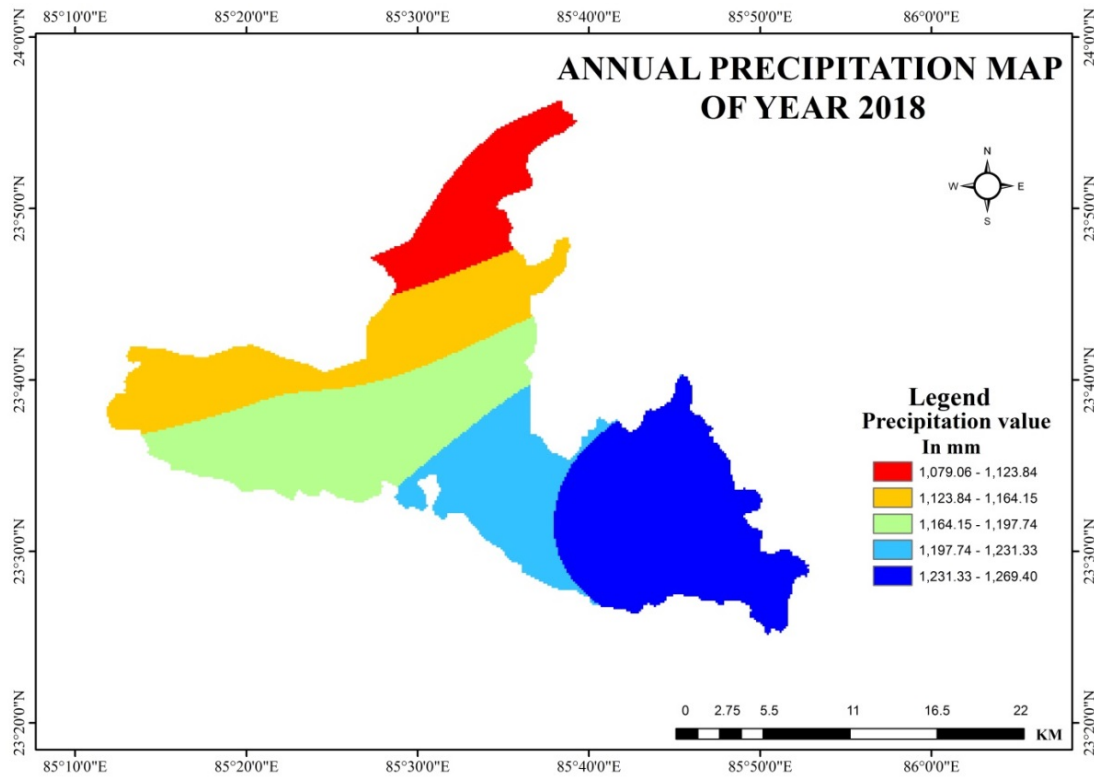 85°10'0"E 85°20'0"E 85°30'0"E 85°40'0"E 85°50'0"E 86°0'0"E
24°0'0"N 24°0'0"N
ANNUAL PRECIPITATION MAP
OF YEAR 2018
N
W E
S
23°50'0"N 23°50'0"N
23°40'0"N 23°40'0"N
Legend
Precipitation value
In mm
1,079.06 - 1,123.84
1,123.84 - 1,164.15
1,164.15 - 1,197.74
1,197.74 - 1,231.33
1,231.33 - 1,269.40
23°30'0"N 23°30'0"N
0 2.75 5.5 11 16.5 22
KM
23°20'0"N 23°20'0"N
85°10'0"E 85°20'0"E 85°30'0"E 85°40'0"E 85°50'0"E 86°0'0"E